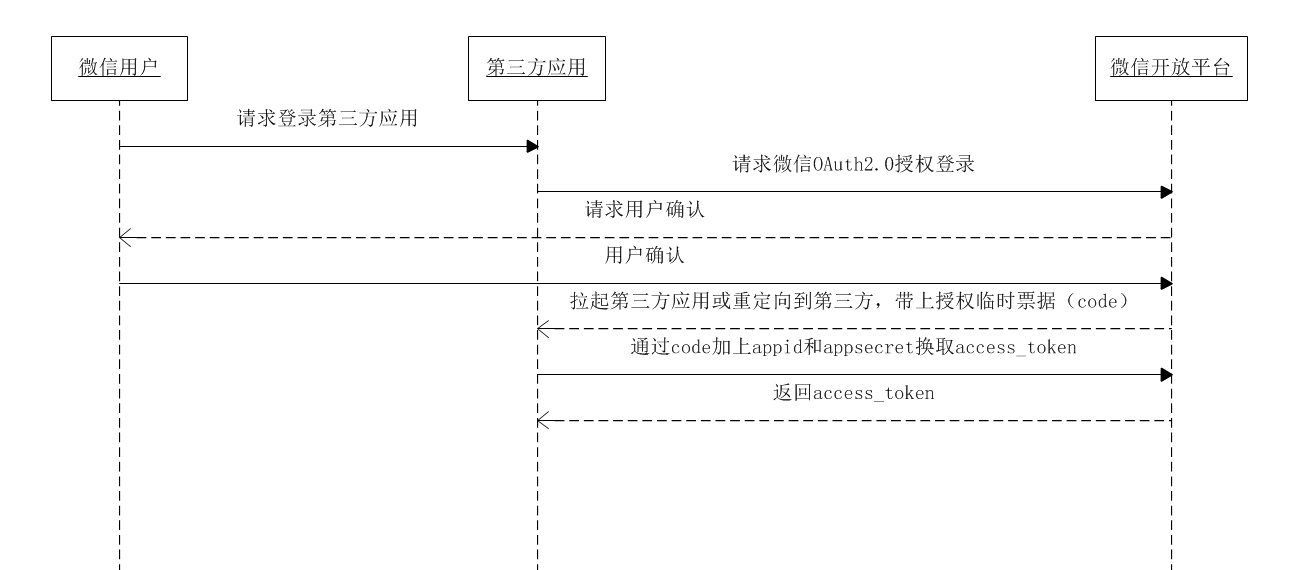 微信用户
第三方应用
微信开放平台
请求登录第三方应用
请求微信OAuth2.0授权登录
请求用户确认
用户确认
拉起第三方应用或重定向到第三方，带上授权临时票据（code）
通过code加上appid和appsecret换取access_token
返回access_token